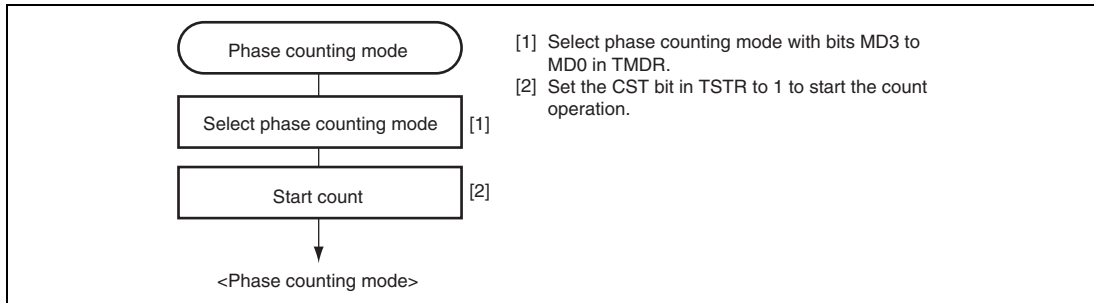 Phase counting mode
Select phase counting mode
[1]
Start count
[2]
<Phase counting mode>
[1] Select phase counting mode with bits MD3 to
MD0 in TMDR.
[2] Set the CST bit in TSTR to 1 to start the count
operation.